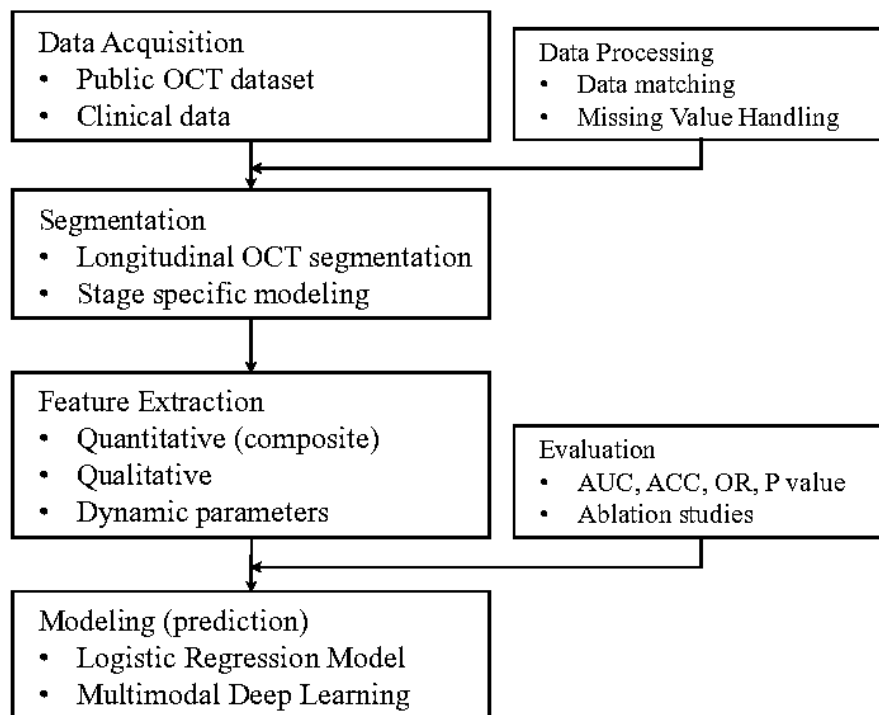 Data Acquisition
• Public OCT dataset
• Clinical data
Data Processing
• Data matching
• Missing Value Handling
Segmentation
• Longitudinal OCT segmentation
• Stage specific modeling
Feature Extraction
• Quantitative (composite)
• Qualitative
• Dynamic parameters
Evaluation
• AUC, ACC, OR, P value
• Ablation studies
Modeling (prediction)
• Logistic Regression Model
• Multimodal Deep Learning